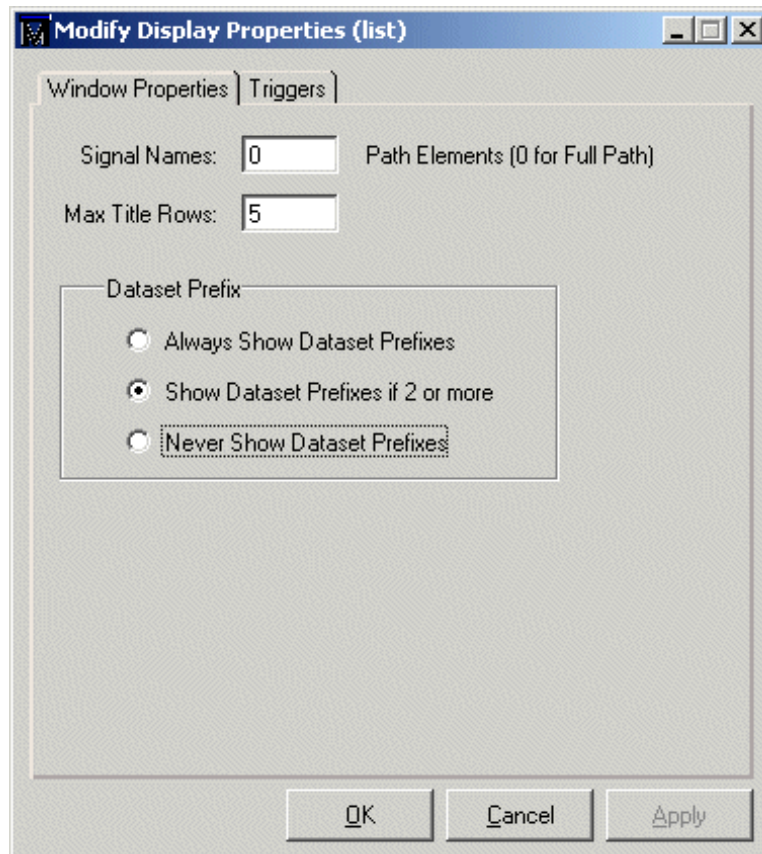 Modify Display Properties (list)
Window Properties Triggers
Signal Names: 0 Path Elements (0 for Full Path)
Max Title Rows: 5
Dataset Prefix
Always Show Dataset Prefixes
Show Dataset Prefixes if 2 or more
Never Show Dataset Prefixes
OK Cancel Apply